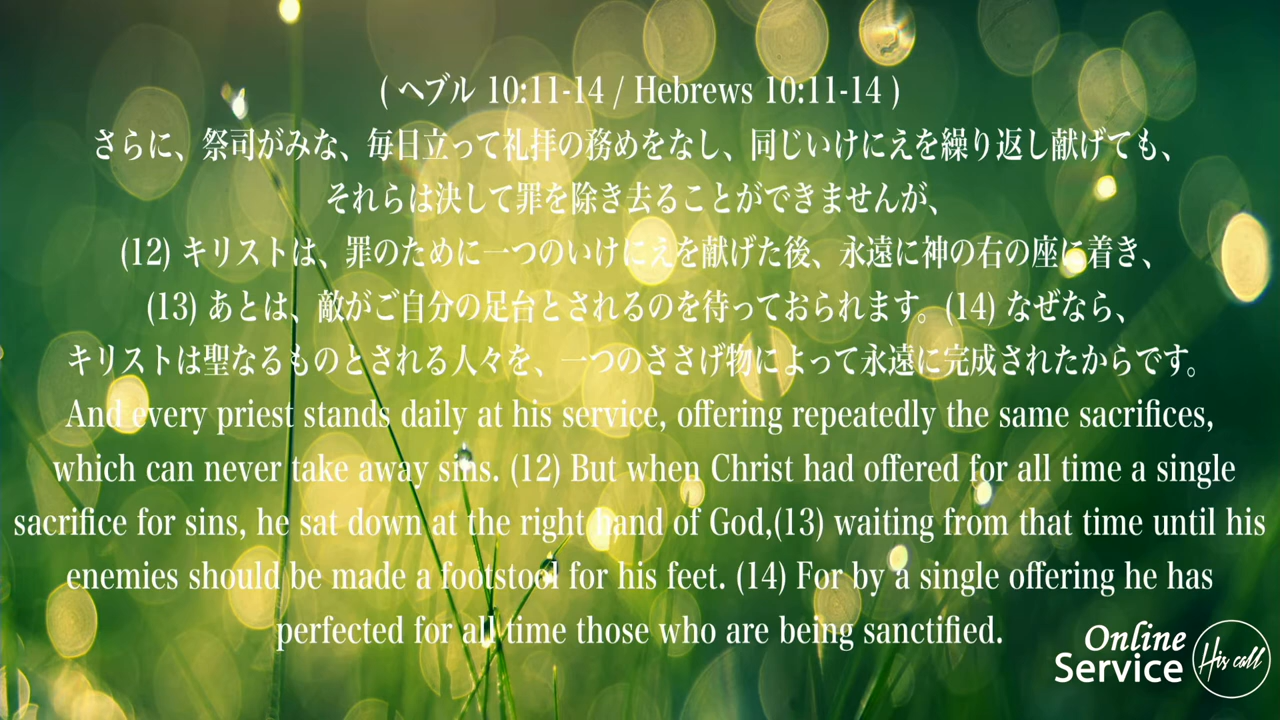 ( ヘブル 10:11-14 / Hebrews 10:11-14 )
さらに、祭司がみな、毎日立って礼拝の務めをなし、同じいけにえを繰り返し献げても、
それらは決して罪を除き去ることができませんが、
(12) キリストは、罪のために一つのいけにえを献げた後、永遠に神の右の座に着き、
(13) あとは、敵がご自分の足台とされるのを待っておられます。(14) なぜなら、
キリストは聖なるものとされる人々を、一つのささげ物によって永遠に完成されたからです。
And every priest stands daily at his service, offering repeatedly the same sacrifices,
which can never take away sins. (12) But when Christ had offered for all time a single
sacrifice for sins, he sat down at the right hand of God,(13) waiting from that time until his
enemies should be made a footstool for his feet. (14) For by a single offering he has
perfected for all time those who are being sanctified.
Online
Service
His call